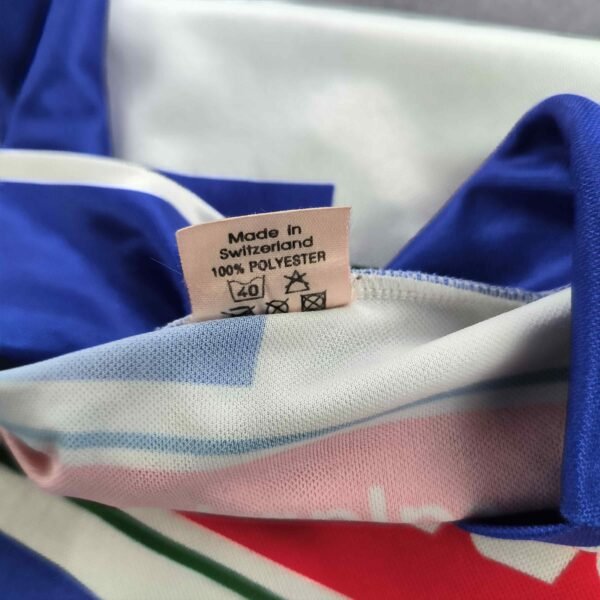 Made in
Switzerland
100% POLYESTER
40